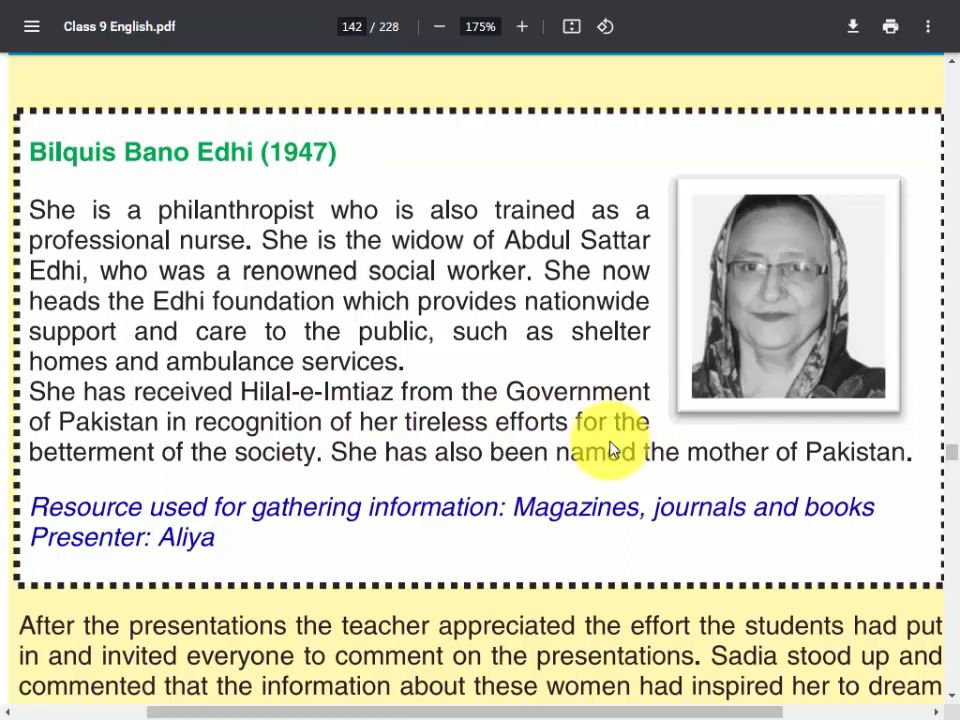 Class 9 English.pdf
142 / 228
175%
Bilquis Bano Edhi (1947)
She is a philanthropist who is also trained as a
professional nurse. She is the widow of Abdul Sattar
Edhi, who was a renowned social worker. She now
heads the Edhi foundation which provides nationwide
support and care to the public, such as shelter
homes and ambulance services.
She has received Hilal-e-Imtiaz from the Government
of Pakistan in recognition of her tireless efforts for the
betterment of the society. She has also been named the mother of Pakistan.
Resource used for gathering information: Magazines, journals and books
Presenter: Aliya
After the presentations the teacher appreciated the effort the students had put
in and invited everyone to comment on the presentations. Sadia stood up and
commented that the information about these women had inspired her to dream